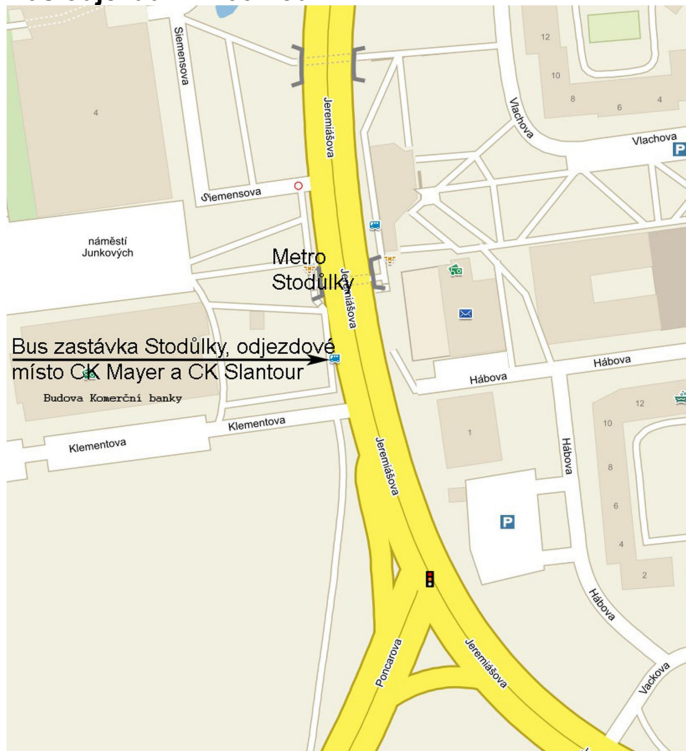 12
10
8
6
4
Siemensova
4
Jeremiášova
Vlachova
Vlachova
P
Siemensova
náměstí
Junkových
Metro
Stodůlky
Jeremiášova
Bus zastávka Stodůlky, odjezdové
místo CK Mayer a CK Slantour
Budova Komerční banky
Hábova
Hábova
Klementova
Klementova
Jeremiášova
1
Hábova
12
10
8
6
4
2
P
Hábova
Poncarova
Jeremiášova
Vackova